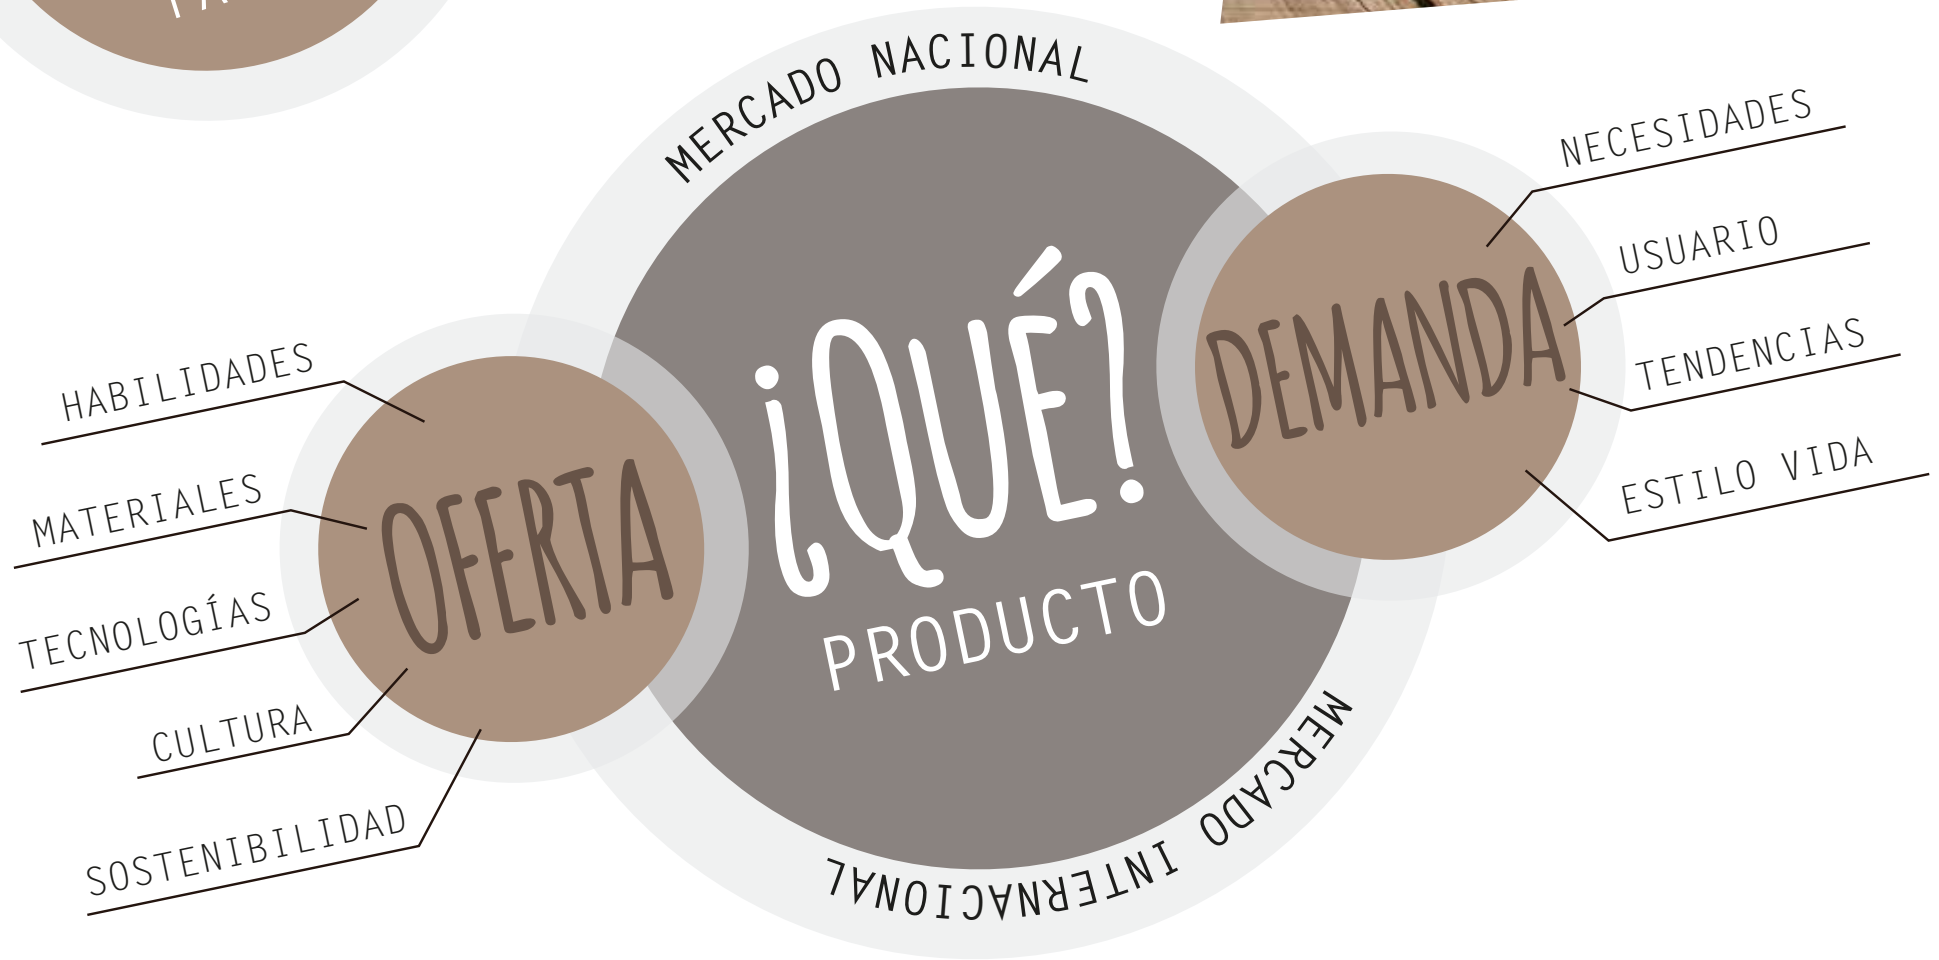 MERCADO NACIONAL
¿QUÉ?
PRODUCTO
MERCADO INTERNACIONAL
OFERTA
HABILIDADES
MATERIALES
TECNOLOGÍAS
CULTURA
SOSTENIBILIDAD
DEMANDA
NECESIDADES
USUARIO
TENDENCIAS
ESTILO VIDA